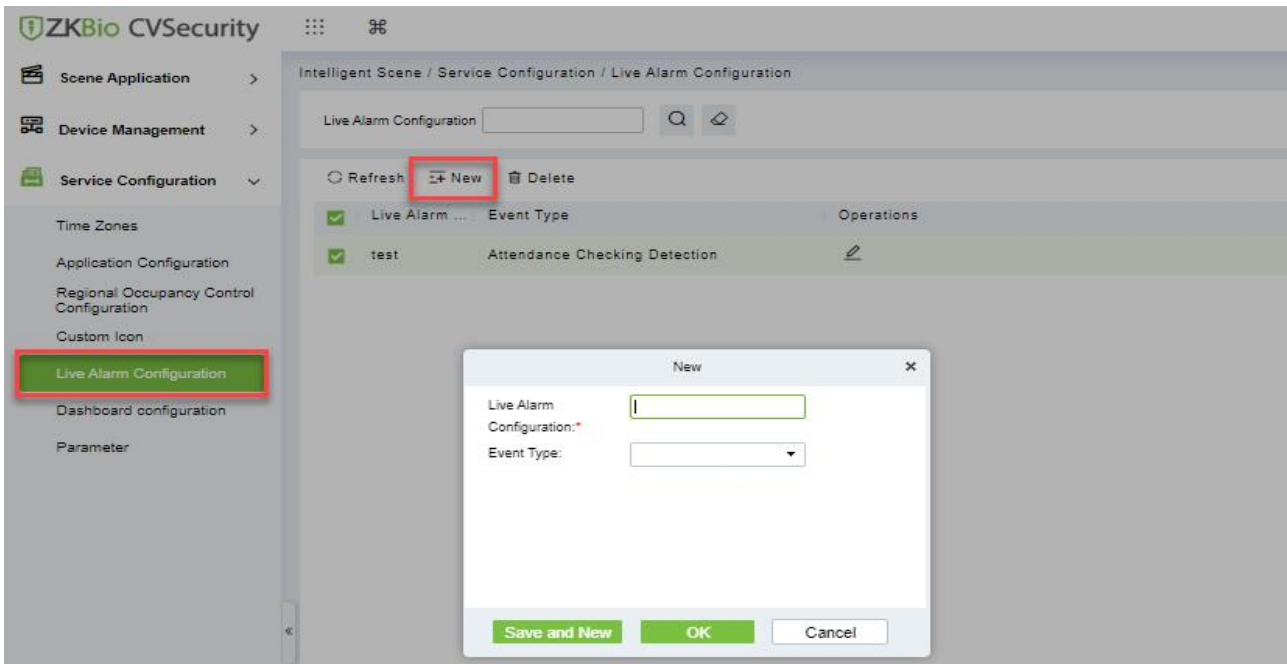 ZKBio CVSecurity
Scene Application
Device Management
Service Configuration
Time Zones
Application Configuration
Regional Occupancy Control
Configuration
Custom Icon
Live Alarm Configuration
Dashboard configuration
Parameter
Intelligent Scene / Service Configuration / Live Alarm Configuration
Live Alarm Configuration
Refresh New Delete
Live Alarm ... Event Type Operations
test Attendance Checking Detection
New
Live Alarm
Configuration:*
Event Type:
Save and New OK Cancel